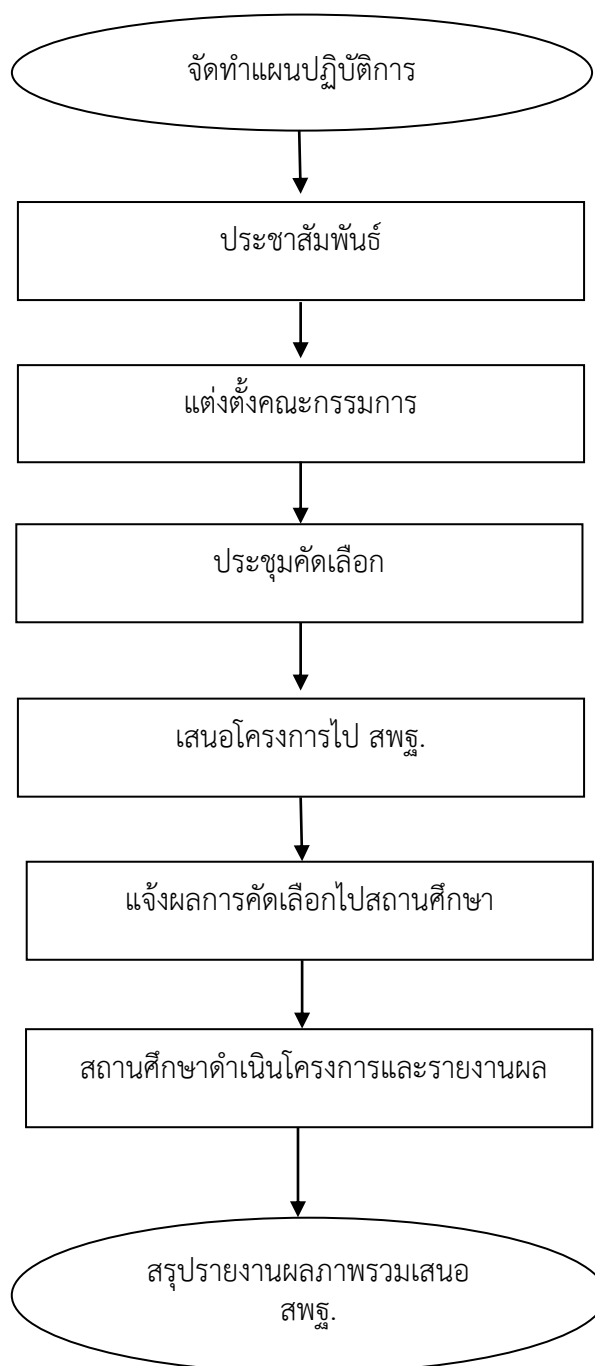 จัดทำแผนปฏิบัติการ
ประชาสัมพันธ์
แต่งตั้งคณะกรรมการ
ประชุมคัดเลือก
เสนอโครงการไป สพฐ.
แจ้งผลการคัดเลือกไปสถานศึกษา
สถานศึกษาดำเนินโครงการและรายงานผล
สรุปรายงานผลภาพรวมเสนอ
สพฐ.